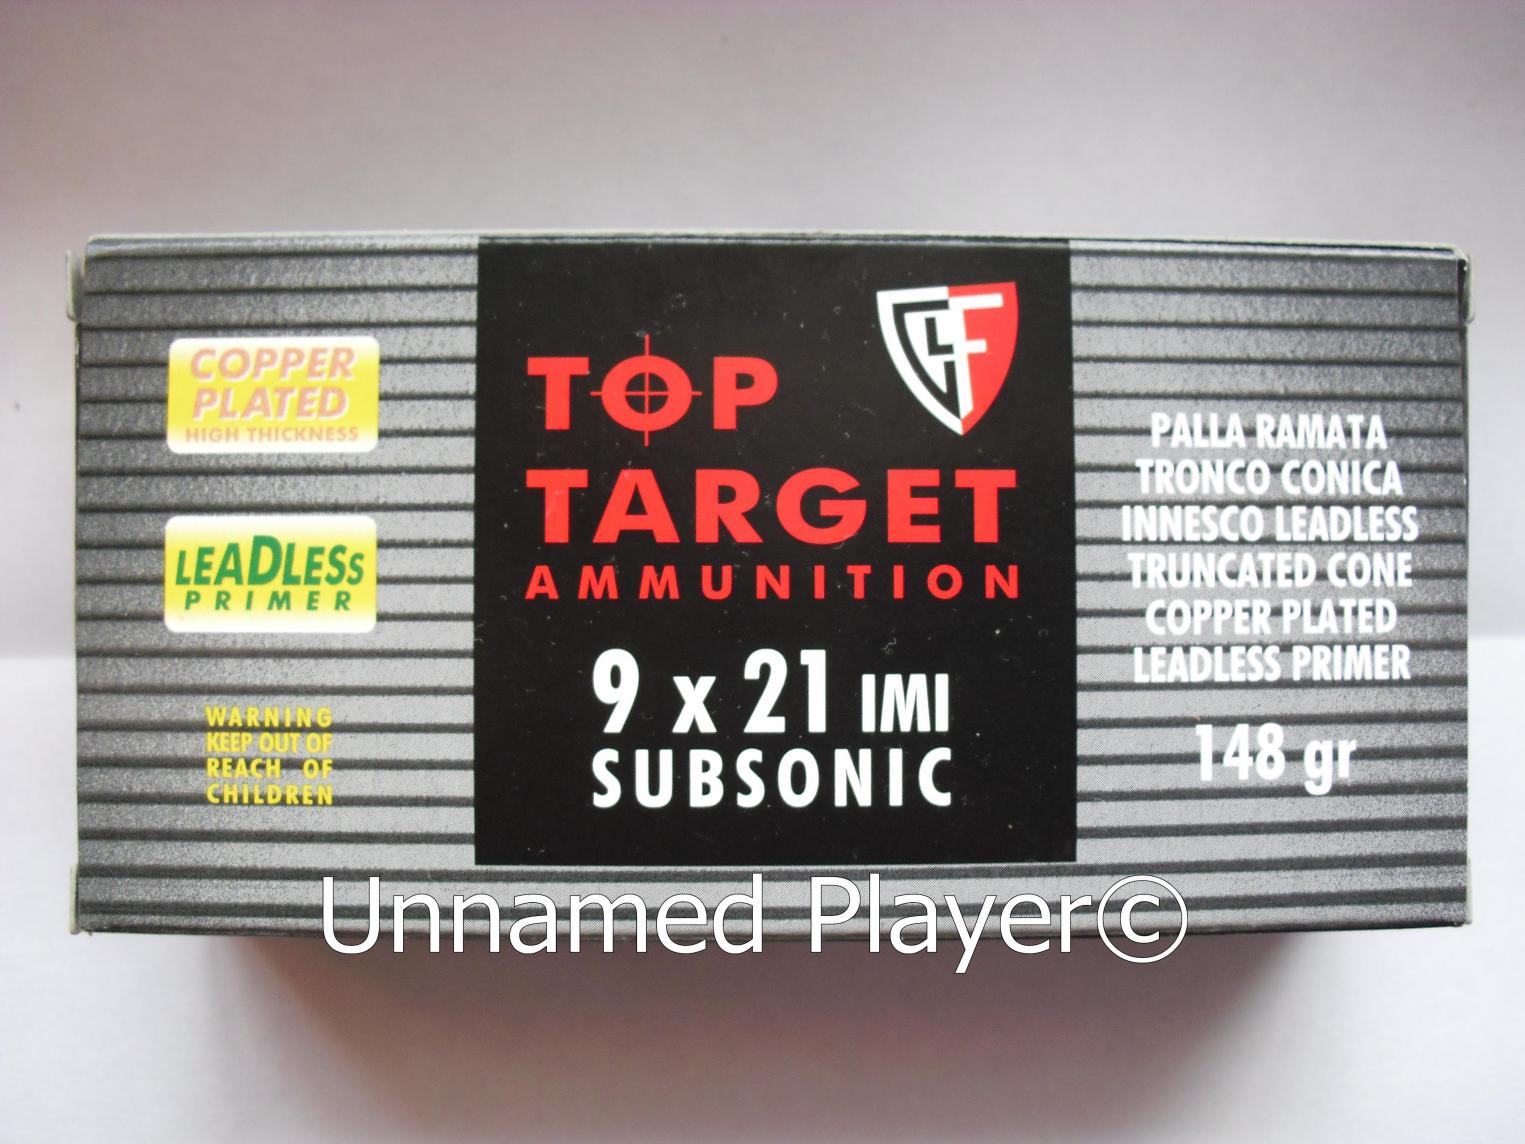 COPPER
PLATED
HIGH THICKNESS
LEADLESS
PRIMER
WARNING
KEEP OUT OF
REACH OF
CHILDREN
TOP
TARGET
AMMUNITION
9 x 21 IMI
SUBSONIC
PALLA RAMATA
TRONCO CONICA
INNESCO LEADLESS
TRUNCATED CONE
COPPER PLATED
LEADLESS PRIMER
148 gr
Unnamed Player©